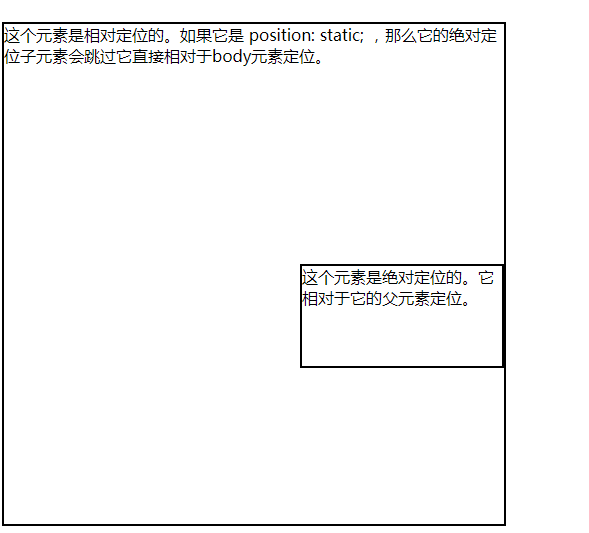 这个元素是相对定位的。如果它是 position: static; ，那么它的绝对定
位子元素会跳过它直接相对于body元素定位。
这个元素是绝对定位的。它
相对于它的父元素定位。